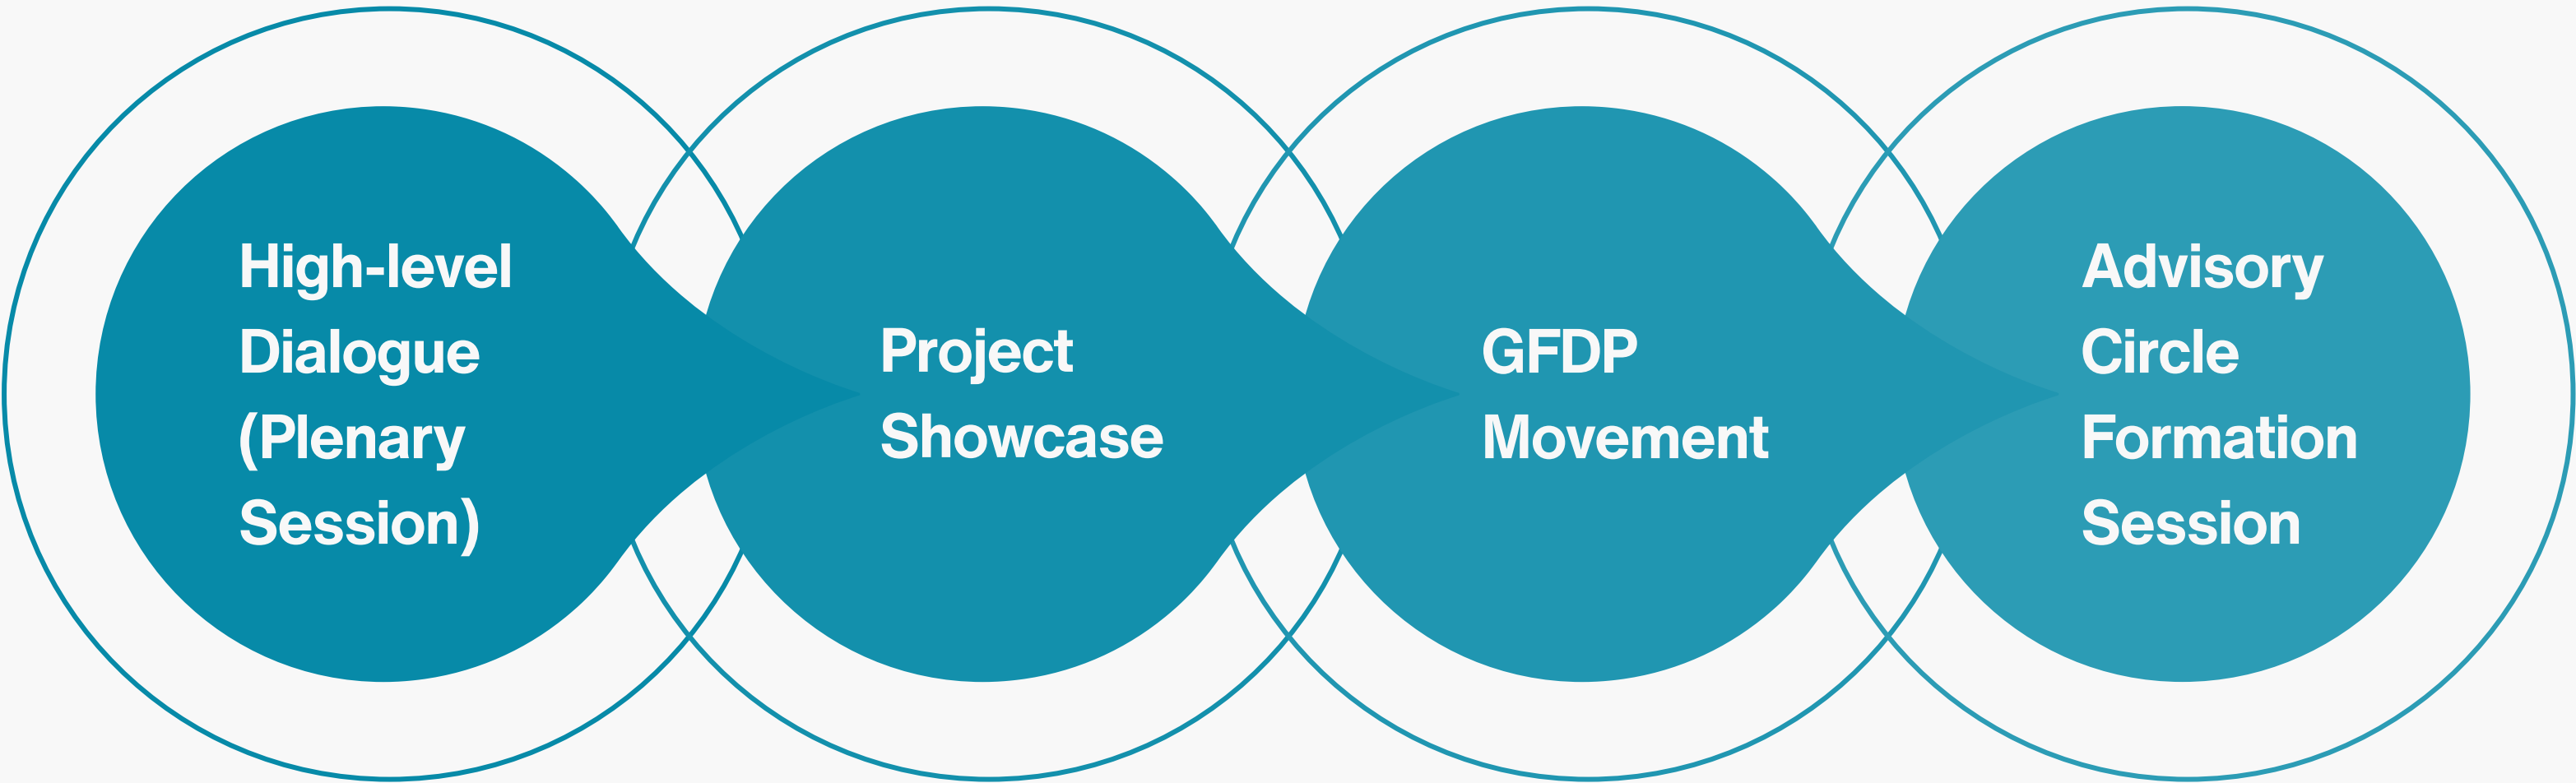 High-level
Dialogue
(Plenary
Session)
Project
Showcase
GFDP
Movement
Advisory
Circle
Formation
Session